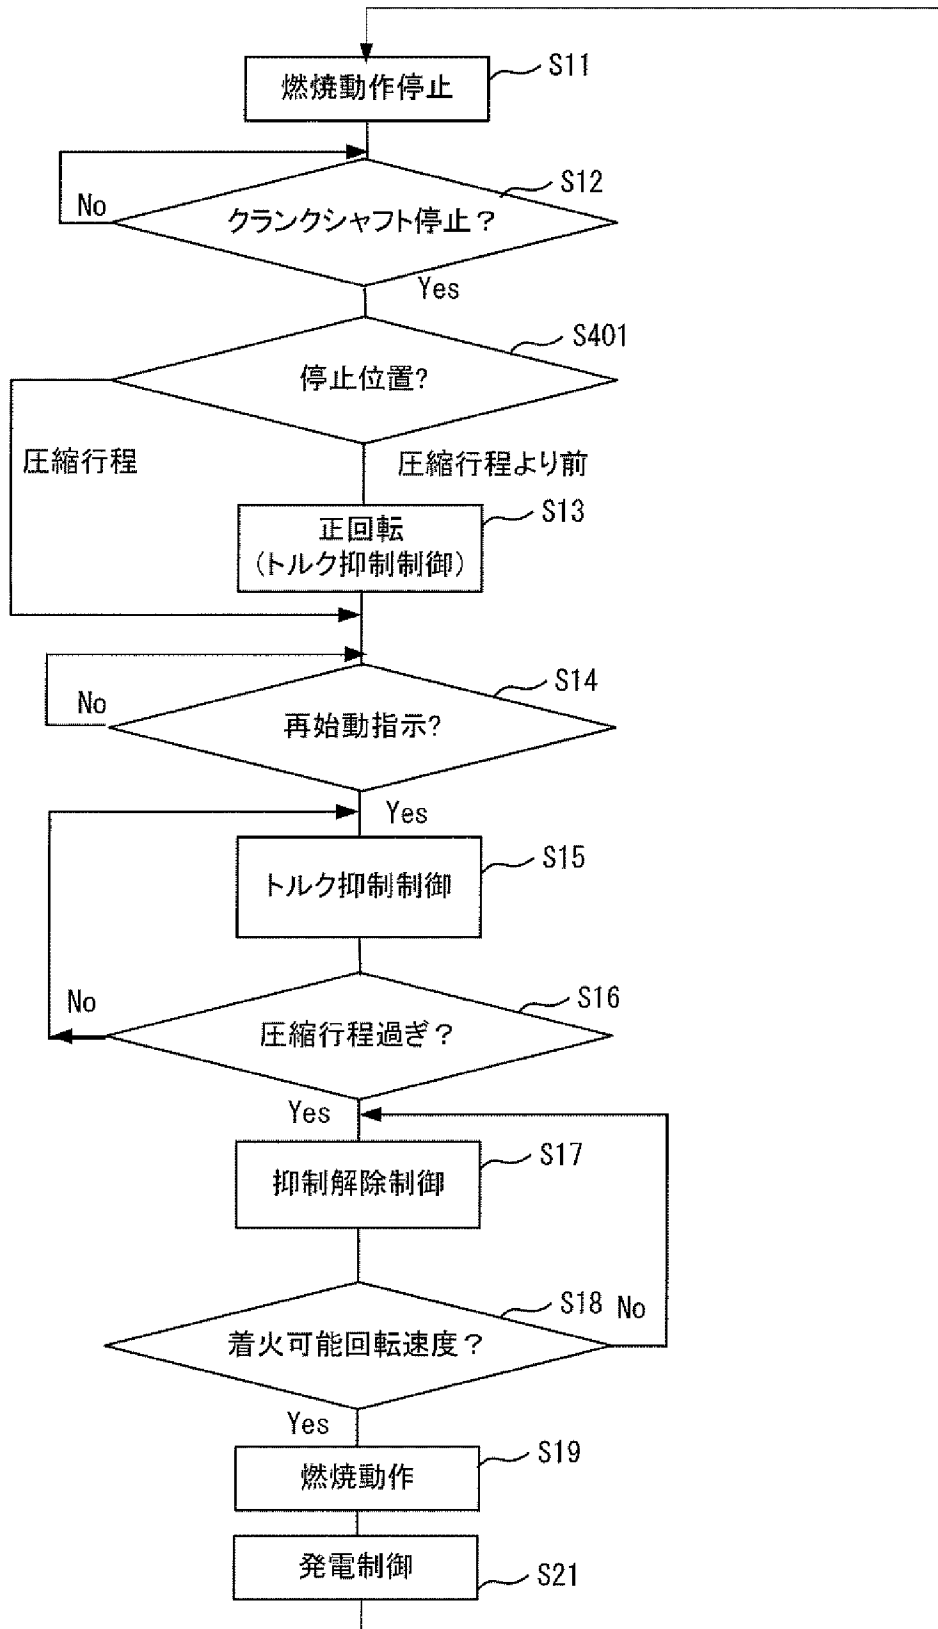 燃焼動作停止
S11
クランクシャフト停止?
S12
No
Yes
停止位置?
S401
圧縮行程
圧縮行程より前
正回転
(トルク抑制制御)
S13
再始動指示?
S14
No
Yes
トルク抑制制御
S15
圧縮行程過ぎ?
S16
No
Yes
抑制解除制御
S17
着火可能回転速度?
S18
No
Yes
燃焼動作
S19
発電制御
S21